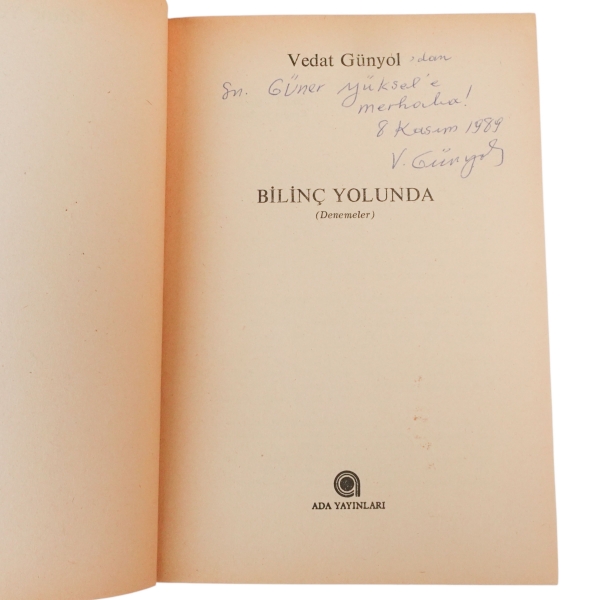 Vedat Günyol 'dan
Sn. Güner Yüksel'e
merhaba!
8 Kasım 1989
V. Günyol
BİLİNÇ YOLUNDA
(Denemeler)
ADA YAYINLARI